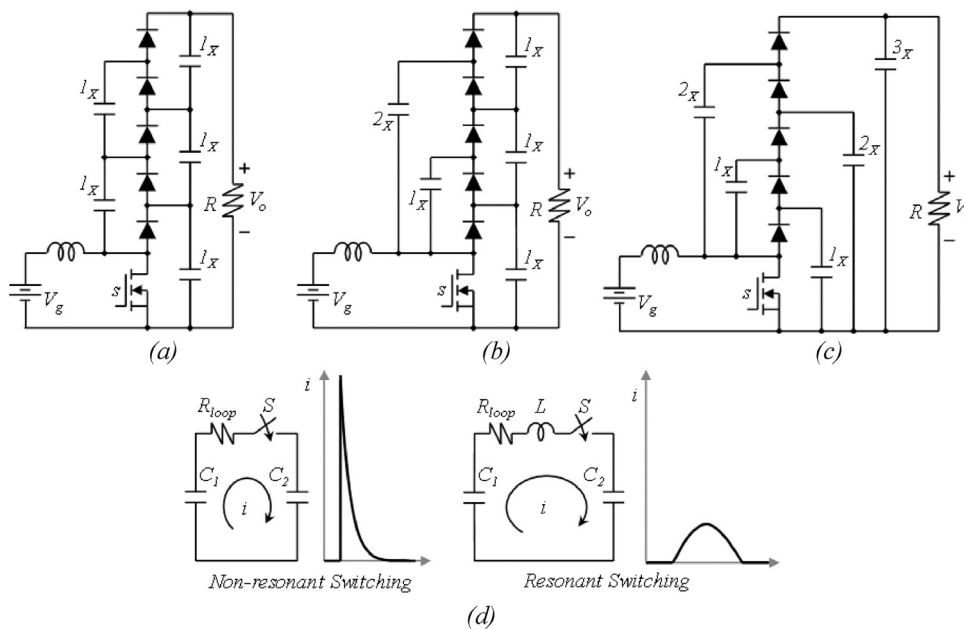 1x
1x
1x
1x
1x
R
+
Vo
−
s
Vg
(a)
1x
2x
1x
1x
1x
R
+
Vo
−
s
Vg
(b)
3x
2x
2x
1x
1x
R
+
V
−
s
Vg
(c)
i
Rloop
S
C1
C2
i
Non-resonant Switching
i
Rloop
L
S
C1
C2
i
Resonant Switching
(d)